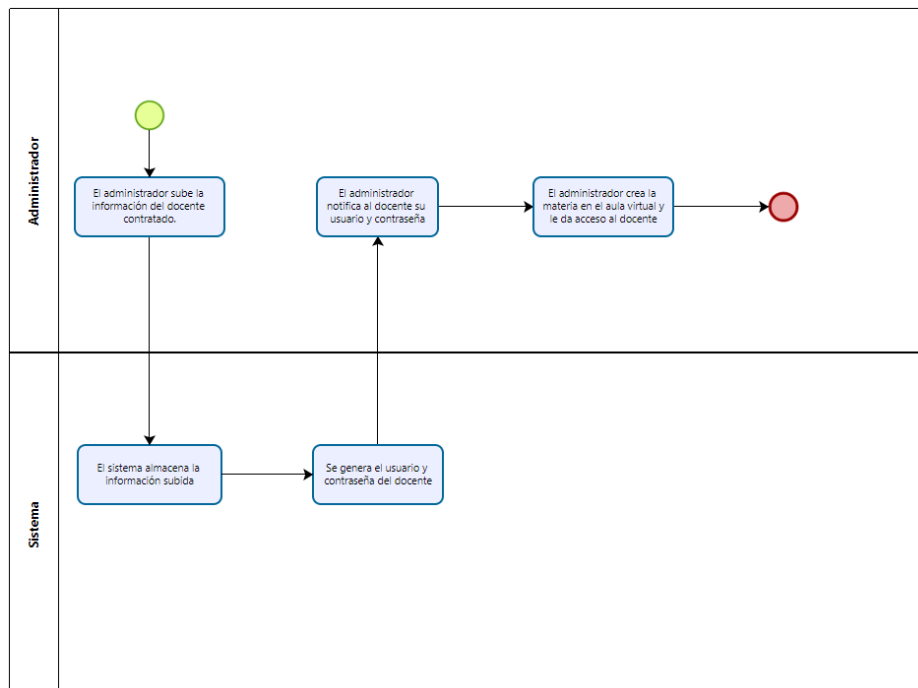 Administrador
El administrador sube la
información del docente
contratado.
El administrador
notifica al docente su
usuario y contraseña
El administrador crea la
materia en el aula virtual y
le da acceso al docente
Sistema
El sistema almacena la
información subida
Se genera el usuario y
contraseña del docente